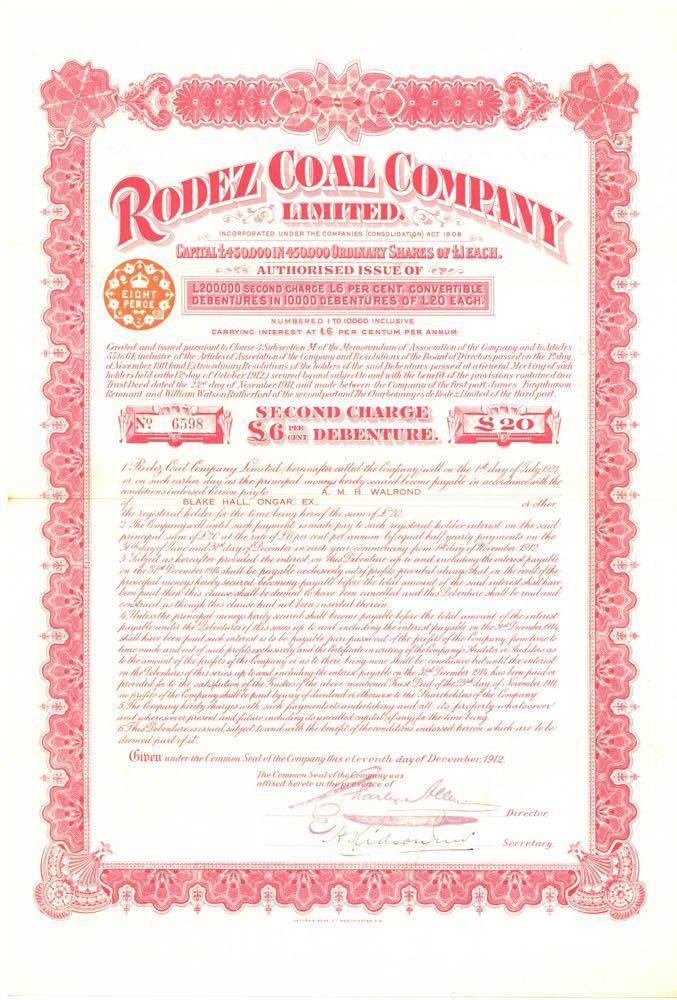 RODEZ COAL COMPANY
LIMITED.
INCORPORATED UNDER THE COMPANIES (CONSOLIDATION) ACT 1908
CAPITAL £450,000 IN 450,000 ORDINARY SHARES OF £1 EACH.
AUTHORISED ISSUE OF
£200,000 SECOND CHARGE £6 PER CENT. CONVERTIBLE
DEBENTURES IN 10000 DEBENTURES OF £20 EACH.
EIGHT
PENCE
NUMBERED 1 TO 10000 INCLUSIVE
CARRYING INTEREST AT £6 PER CENTUM PER ANNUM
Created and issued pursuant to Clause 3 Subsection M of the Memorandum of Association of the Company and to Articles
55 to 64, inclusive of the Articles of Association of the Company and Resolutions of the Board of Directors passed on the 1st day
of November, 1911, (and Extraordinary Resolutions of the holders of the said Debentures passed at a General Meeting of such
holders held on the 15th day of October, 1912,) secured by and subject to and with the benefit of the provisions contained in a
Trust Deed dated the 23rd day of November, 1911, and made between the Company of the first part James Farquharson
Remnant and William Watson Rutherford of the second part and The Charbonnages de Rodez Limited of the third part.
No 6598
SECOND CHARGE
£6 PER CENT DEBENTURE.
£20
1. Rodez Coal Company Limited, (hereinafter called the Company) will on the 1st day of July 1921
or on such earlier day as the principal moneys hereby secured become payable in accordance with the
conditions indorsed hereon pay to A. M. H. WALROND
of BLAKE HALL, ONGAR, EX., or other
the registered holder for the time being hereof the sum of £20.
2. The Company will until such payment is made pay to such registered holder interest on the said
principal sum of £20 at the rate of £6 per cent per annum by equal half yearly payments on the
30th day of June and 31st day of December in each year commencing from 1st day of November 1912.
3. Subject as hereafter provided the interest on this Debenture up to and including the interest payable
on the 31st December 1914 shall be payable exclusively out of profits provided always that in the event of the
principal moneys hereby secured becoming payable before the total amount of the said interest shall have
been paid then this clause shall be deemed to have been cancelled and this Debenture shall be read and
construed as though this clause had not been inserted therein.
4. Unless the principal money hereby secured shall become payable before the total amount of the interest
payable under the Debentures of this series up to and including the interest payable on the 31st December 1914
shall have been paid such interest is to be payable pari passu out of the profits of the Company from time to
time made and out of such profits exclusively and the Certificate in writing of the Company's Auditor or Auditors as
to the amount of the profits of the Company or as to there being none shall be conclusive but until the interest
on the Debentures of this series up to and including the interest payable on the 31st December 1914 has been paid or
provided for to the satisfaction of the Trustees of the above mentioned Trust Deed of the 23rd day of November 1911
no profits of the Company shall be paid by way of dividend or otherwise to the Shareholders of the Company.
5. The Company hereby charges with such payments its undertaking and all its property whatsoever
and wheresoever present and future including its uncalled capital (if any) for the time being.
6. This Debenture is issued subject to and with the benefit of the conditions indorsed hereon which are to be
deemed part of it.
Given under the Common Seal of the Company this eleventh day of December, 1912.
The Common Seal of the Company was
affixed hereto in the presence of
Charles Allen
Director.
Secretary.